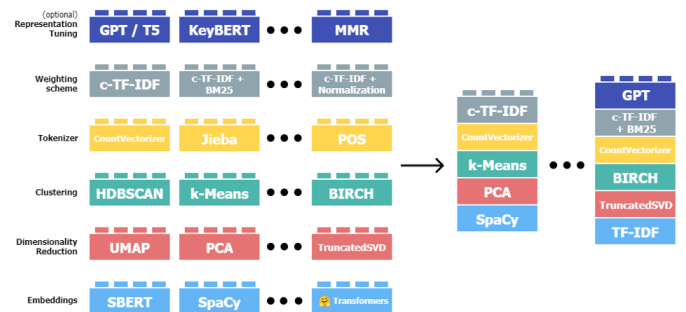 (optional)
Representation
Tuning
GPT / T5
KeyBERT
MMR
Weighting
scheme
c-TF-IDF
c-TF-IDF +
BM25
c-TF-IDF +
Normalization
Tokenizer
CountVectorizer
Jieba
POS
Clustering
HDBSCAN
k-Means
BIRCH
Dimensionality
Reduction
UMAP
PCA
TruncatedSVD
Embeddings
SBERT
SpaCy
🤗 Transformers
c-TF-IDF
CountVectorizer
k-Means
PCA
SpaCy
GPT
c-TF-IDF
+ BM25
CountVectorizer
BIRCH
TruncatedSVD
TF-IDF